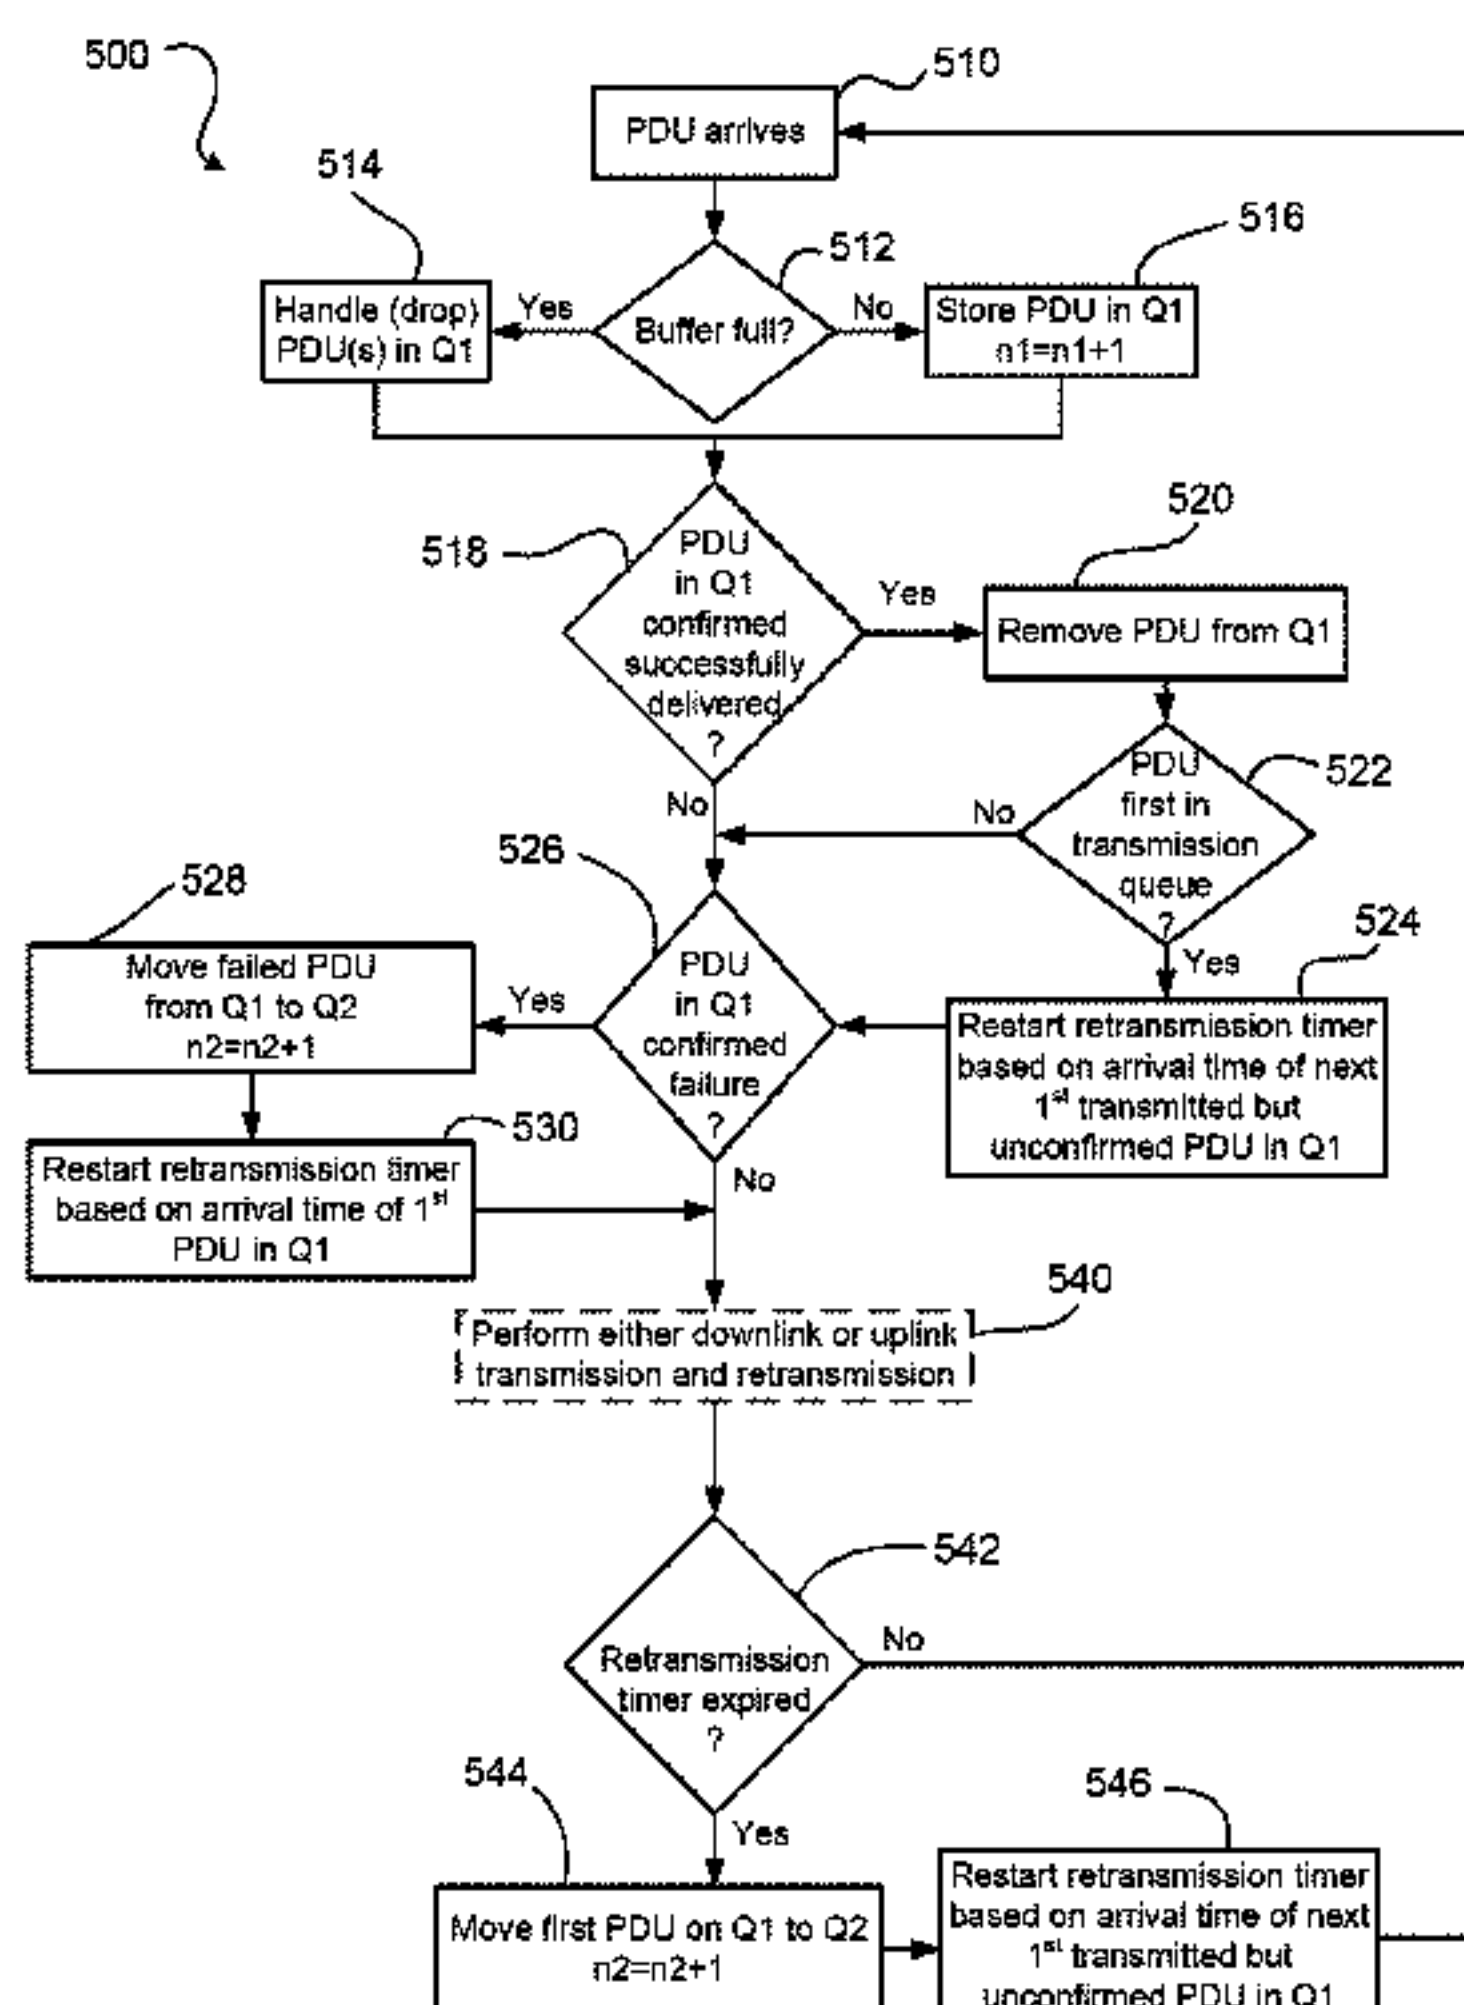 500
510
PDU arrives
514
516
512
Handle (drop)
PDU(s) in Q1
Yes
Buffer full?
No
Store PDU in Q1
n1=n1+1
518
PDU
in Q1
confirmed
successfully
delivered
?
Yes
520
Remove PDU from Q1
No
522
PDU
first in
transmission
queue
?
No
Yes
524
Restart retransmission timer
based on arrival time of next
1st transmitted but
unconfirmed PDU in Q1
526
PDU
in Q1
confirmed
failure
?
Yes
No
528
Move failed PDU
from Q1 to Q2
n2=n2+1
530
Restart retransmission timer
based on arrival time of 1st
PDU in Q1
540
Perform either downlink or uplink
transmission and retransmission
542
Retransmission
timer expired
?
No
Yes
544
Move first PDU on Q1 to Q2
n2=n2+1
546
Restart retransmission timer
based on arrival time of next
1st transmitted but
unconfirmed PDU in Q1